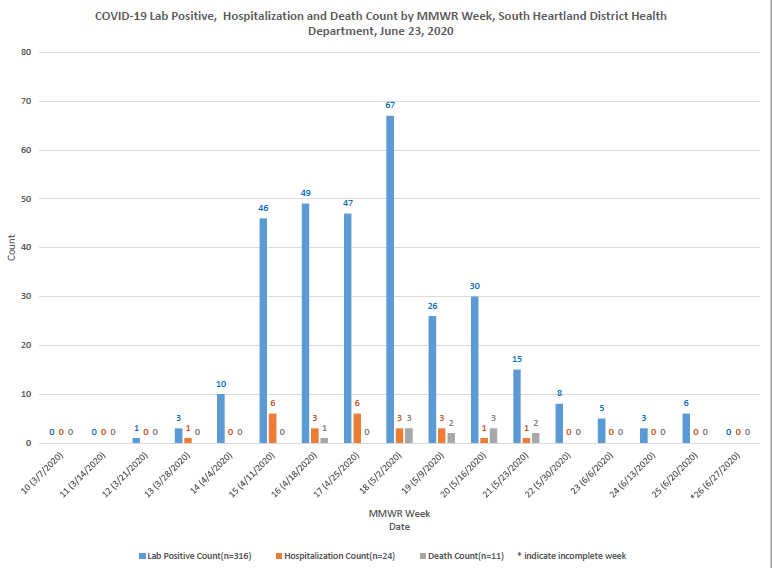 COVID-19 Lab Positive,  Hospitalization and Death Count by MMWR Week, South Heartland District Health
Department, June 23, 2020
80
70
60
50
40
30
20
10
0
Count
0 0 0
0 0 0
1 0 0
3 1 0
10 0 0
46 6 0
49 3 1
47 6 0
67 3 3
26 3 2
30 1 3
15 1 2
8 0 0
5 0 0
3 0 0
6 0 0
0 0 0
10 (3/7/2020)
11 (3/14/2020)
12 (3/21/2020)
13 (3/28/2020)
14 (4/4/2020)
15 (4/11/2020)
16 (4/18/2020)
17 (4/25/2020)
18 (5/2/2020)
19 (5/9/2020)
20 (5/16/2020)
21 (5/23/2020)
22 (5/30/2020)
23 (6/6/2020)
24 (6/13/2020)
25 (6/20/2020)
*26 (6/27/2020)
MMWR Week
Date
Lab Positive Count(n=316) Hospitalization Count(n=24) Death Count(n=11) * indicate incomplete week